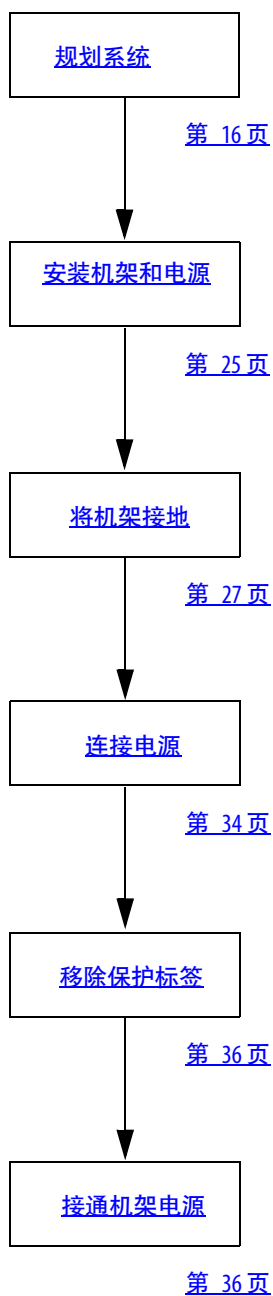 规划系统
第 16 页
安装机架和电源
第 25 页
将机架接地
第 27 页
连接电源
第 34 页
移除保护标签
第 36 页
接通机架电源
第 36 页